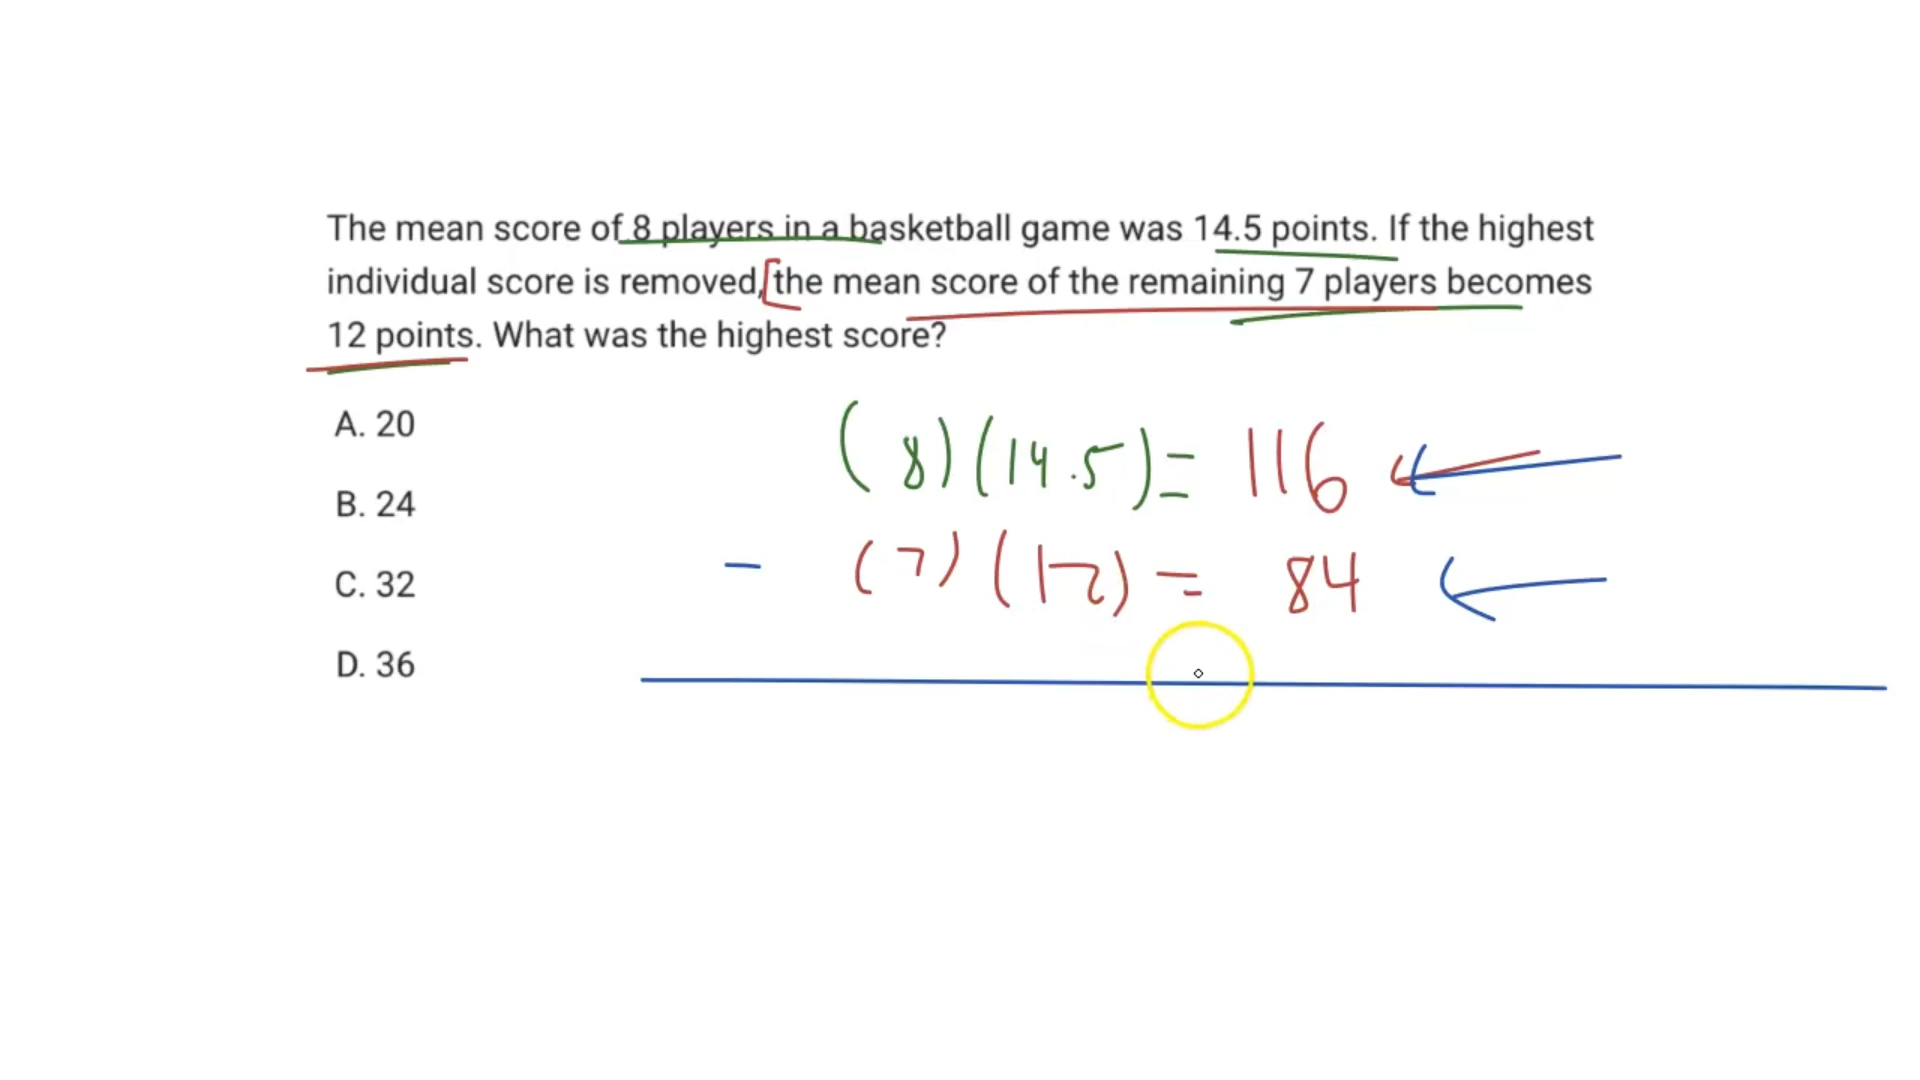 The mean score of 8 players in a basketball game was 14.5 points. If the highest
individual score is removed, the mean score of the remaining 7 players becomes
12 points. What was the highest score?
A. 20
B. 24
C. 32
D. 36
(8)(14.5) = 116
- (7)(12) = 84